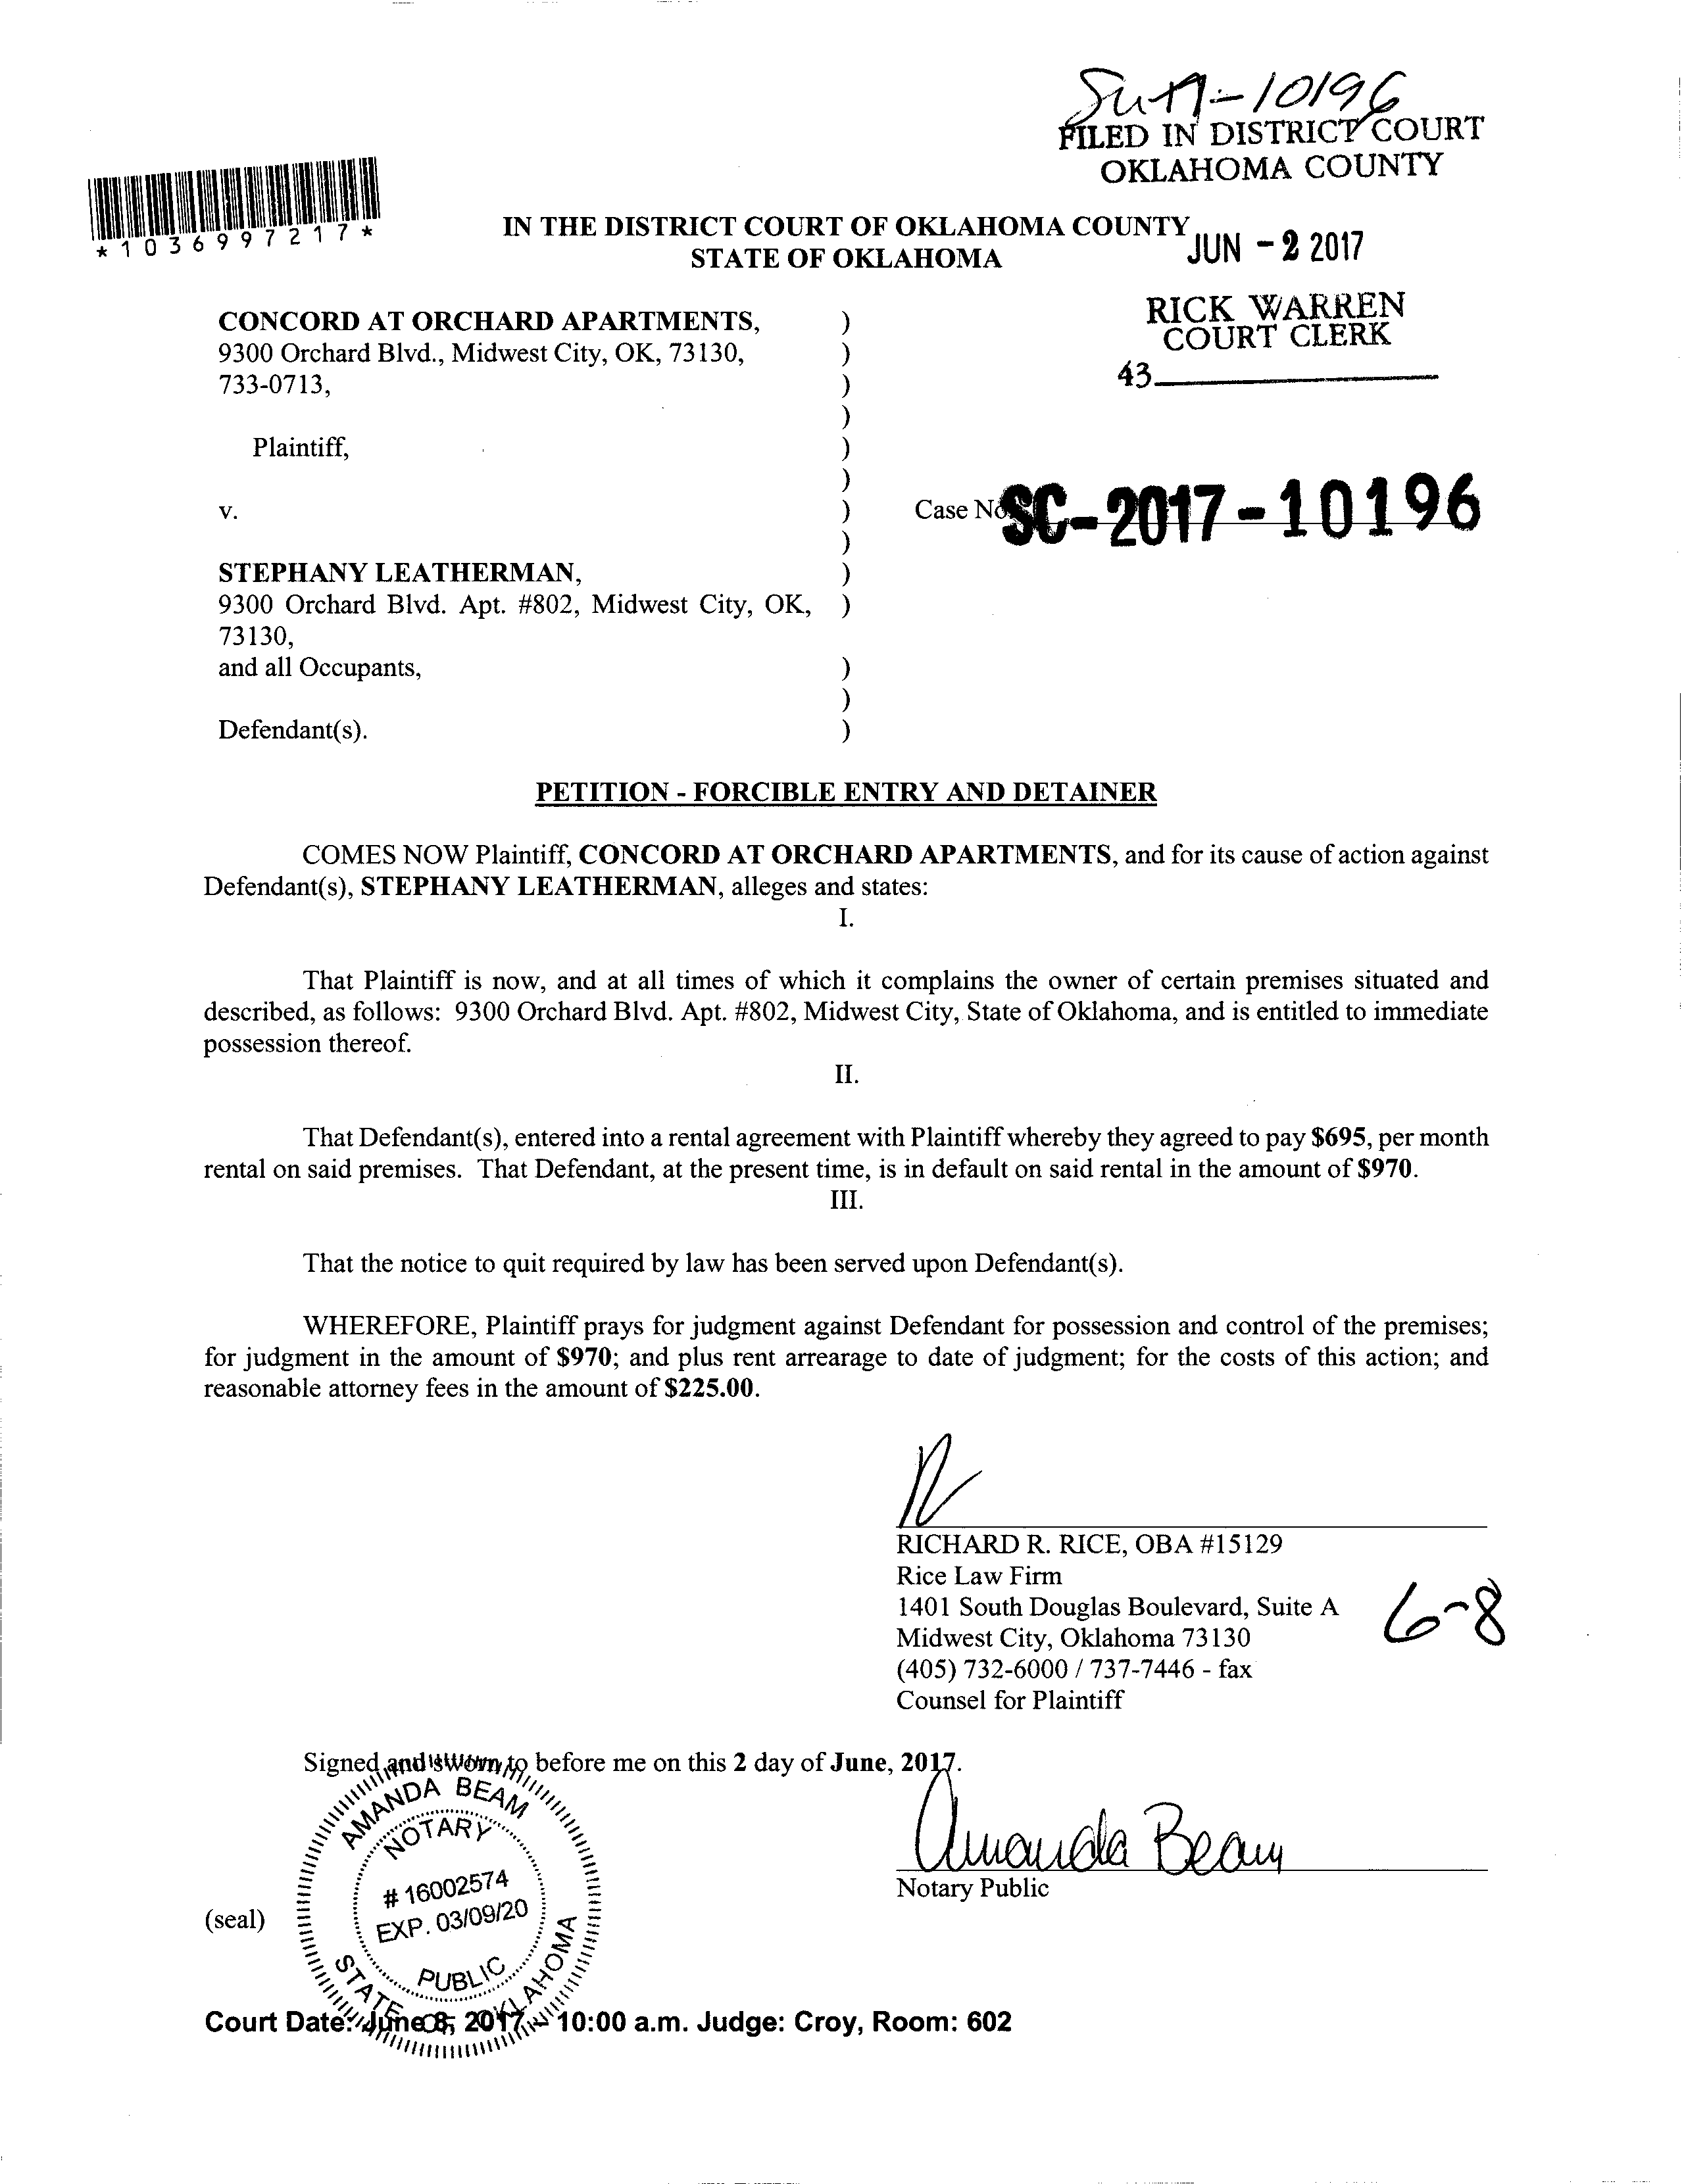 10196
FILED IN DISTRICT COURT
OKLAHOMA COUNTY
*1036997217*
IN THE DISTRICT COURT OF OKLAHOMA COUNTY
STATE OF OKLAHOMA
JUN - 2 2017
RICK WARREN
COURT CLERK
43
CONCORD AT ORCHARD APARTMENTS, )
9300 Orchard Blvd., Midwest City, OK, 73130, )
733-0713, )
)
Plaintiff, )
)
v. ) Case No SC-2017-10196
)
STEPHANY LEATHERMAN, )
9300 Orchard Blvd. Apt. #802, Midwest City, OK, )
73130,
and all Occupants, )
)
Defendant(s). )
PETITION - FORCIBLE ENTRY AND DETAINER
COMES NOW Plaintiff, CONCORD AT ORCHARD APARTMENTS, and for its cause of action against
Defendant(s), STEPHANY LEATHERMAN, alleges and states:
I.
That Plaintiff is now, and at all times of which it complains the owner of certain premises situated and
described, as follows: 9300 Orchard Blvd. Apt. #802, Midwest City, State of Oklahoma, and is entitled to immediate
possession thereof.
II.
That Defendant(s), entered into a rental agreement with Plaintiff whereby they agreed to pay $695, per month
rental on said premises. That Defendant, at the present time, is in default on said rental in the amount of $970.
III.
That the notice to quit required by law has been served upon Defendant(s).
WHEREFORE, Plaintiff prays for judgment against Defendant for possession and control of the premises;
for judgment in the amount of $970; and plus rent arrearage to date of judgment; for the costs of this action; and
reasonable attorney fees in the amount of $225.00.
RICHARD R. RICE, OBA #15129
Rice Law Firm
1401 South Douglas Boulevard, Suite A
Midwest City, Oklahoma 73130
(405) 732-6000 / 737-7446 - fax
Counsel for Plaintiff
6-8
Signed and sworn to before me on this 2 day of June, 2017.
Amanda Beam
Notary Public
(seal)
AMANDA BEAM
NOTARY
# 16002574
EXP. 03/09/20
PUBLIC
STATE OF OKLAHOMA
Court Date: June 8, 2017 10:00 a.m. Judge: Croy, Room: 602